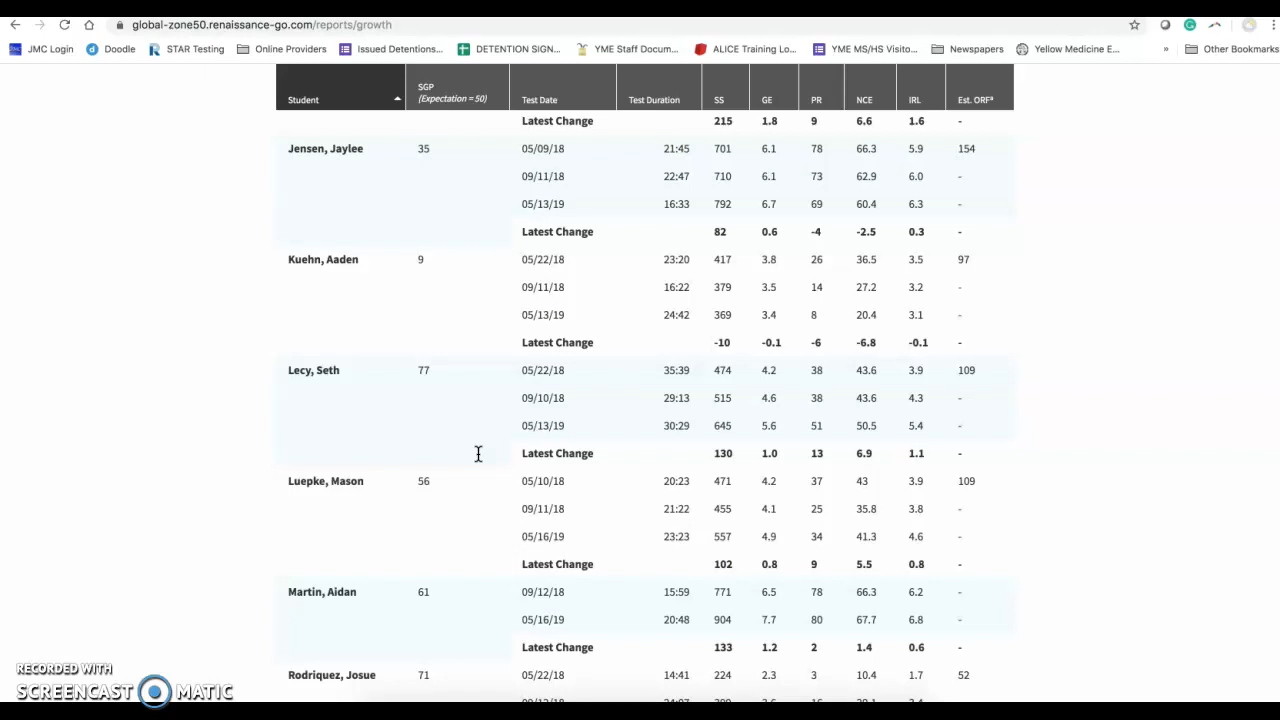 global-zone50.renaissance-go.com/reports/growth
JMC Login Doodle STAR Testing Online Providers Issued Detentions... DETENTION SIGN... YME Staff Docum... ALICE Training Lo... YME MS/HS Visito... Newspapers Yellow Medicine E... » Other Bookmarks
Student SGP (Expectation = 50) Test Date Test Duration SS GE PR NCE IRL Est. ORFª
Latest Change 215 1.8 9 6.6 1.6 -
Jensen, Jaylee 35 05/09/18 21:45 701 6.1 78 66.3 5.9 154
09/11/18 22:47 710 6.1 73 62.9 6.0 -
05/13/19 16:33 792 6.7 69 60.4 6.3 -
Latest Change 82 0.6 -4 -2.5 0.3 -
Kuehn, Aaden 9 05/22/18 23:20 417 3.8 26 36.5 3.5 97
09/11/18 16:22 379 3.5 14 27.2 3.2 -
05/13/19 24:42 369 3.4 8 20.4 3.1 -
Latest Change -10 -0.1 -6 -6.8 -0.1 -
Lecy, Seth 77 05/22/18 35:39 474 4.2 38 43.6 3.9 109
09/10/18 29:13 515 4.6 38 43.6 4.3 -
05/13/19 30:29 645 5.6 51 50.5 5.4 -
Latest Change 130 1.0 13 6.9 1.1 -
Luepke, Mason 56 05/10/18 20:23 471 4.2 37 43 3.9 109
09/11/18 21:22 455 4.1 25 35.8 3.8 -
05/16/19 23:23 557 4.9 34 41.3 4.6 -
Latest Change 102 0.8 9 5.5 0.8 -
Martin, Aidan 61 09/12/18 15:59 771 6.5 78 66.3 6.2 -
05/16/19 20:48 904 7.7 80 67.7 6.8 -
Latest Change 133 1.2 2 1.4 0.6 -
Rodriquez, Josue 71 05/22/18 14:41 224 2.3 3 10.4 1.7 52
RECORDED WITH
SCREENCAST MATIC